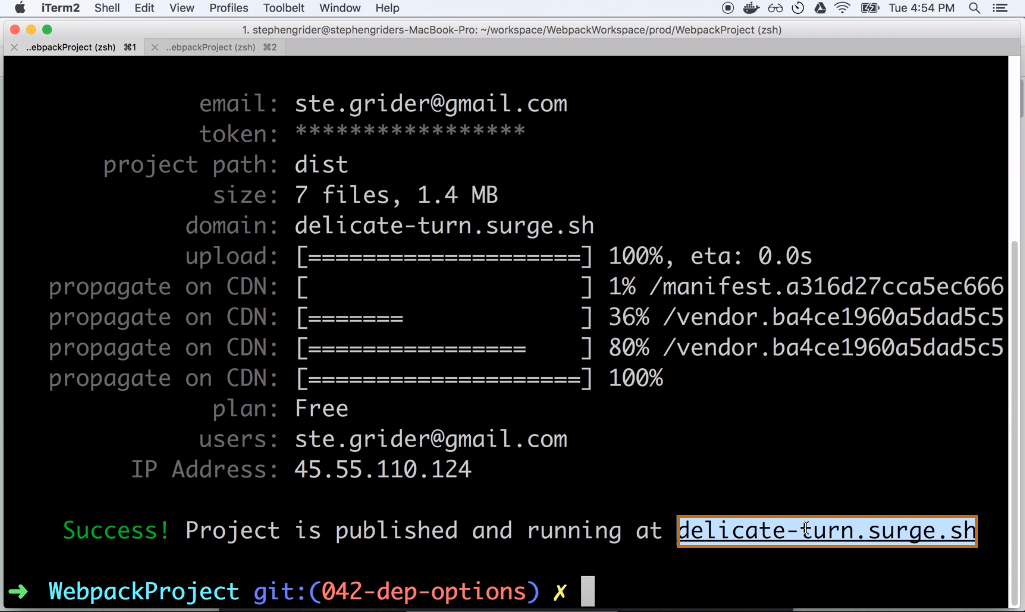 iTerm2 Shell Edit View Profiles Toolbelt Window Help Tue 4:54 PM
1. stephengrider@stephengriders-MacBook-Pro: ~/workspace/WebpackWorkspace/prod/WebpackProject (zsh)
..ebpackProject (zsh) ⌘1 ..ebpackProject (zsh) ⌘2
email: ste.grider@gmail.com
token: *****************
project path: dist
size: 7 files, 1.4 MB
domain: delicate-turn.surge.sh
upload: [====================] 100%, eta: 0.0s
propagate on CDN: [                    ] 1% /manifest.a316d27cca5ec666
propagate on CDN: [=======             ] 36% /vendor.ba4ce1960a5dad5c5
propagate on CDN: [================    ] 80% /vendor.ba4ce1960a5dad5c5
propagate on CDN: [====================] 100%
plan: Free
users: ste.grider@gmail.com
IP Address: 45.55.110.124
Success! Project is published and running at delicate-turn.surge.sh
➜ WebpackProject git:(042-dep-options) ✗